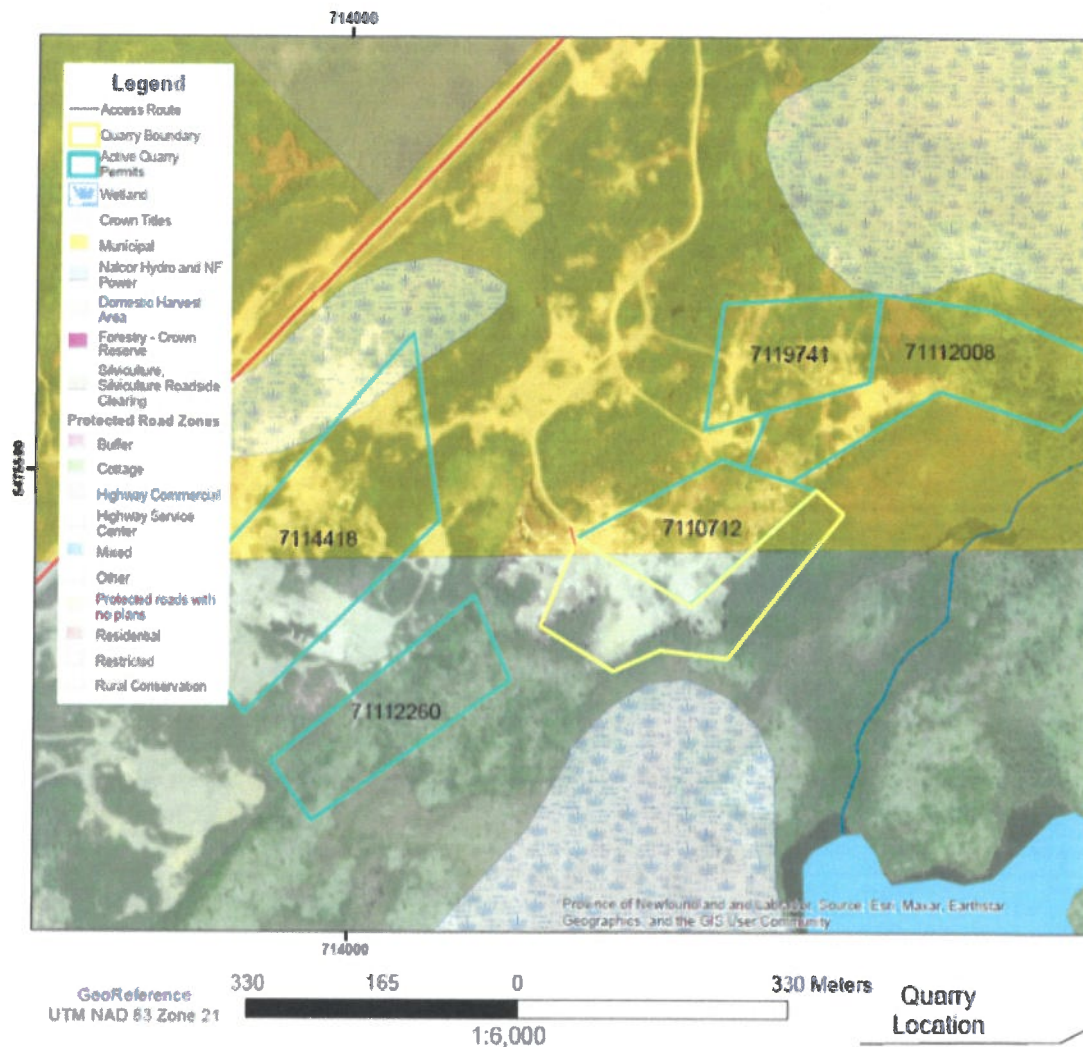 714000
Legend
Access Route
Quarry Boundary
Active Quarry
Permits
Wetland
Crown Titles
Municipal
Nalcor Hydro and NF
Power
Domestic Harvest
Area
Forestry - Crown
Reserve
Silviculture,
Silviculture Roadside
Clearing
Protected Road Zones
Buffer
Cottage
Highway Commercial
Highway Service
Center
Mixed
Other
Protected roads with
no plans
Residential
Restricted
Rural Conservation
7119741
71112008
7114418
7110712
71112260
Province of Newfoundland and Labrador, Source: Esri, Maxar, Earthstar
Geographics, and the GIS User Community
714000
GeoReference
UTM NAD 83 Zone 21
330 165 0 330 Meters
1:6,000
Quarry
Location